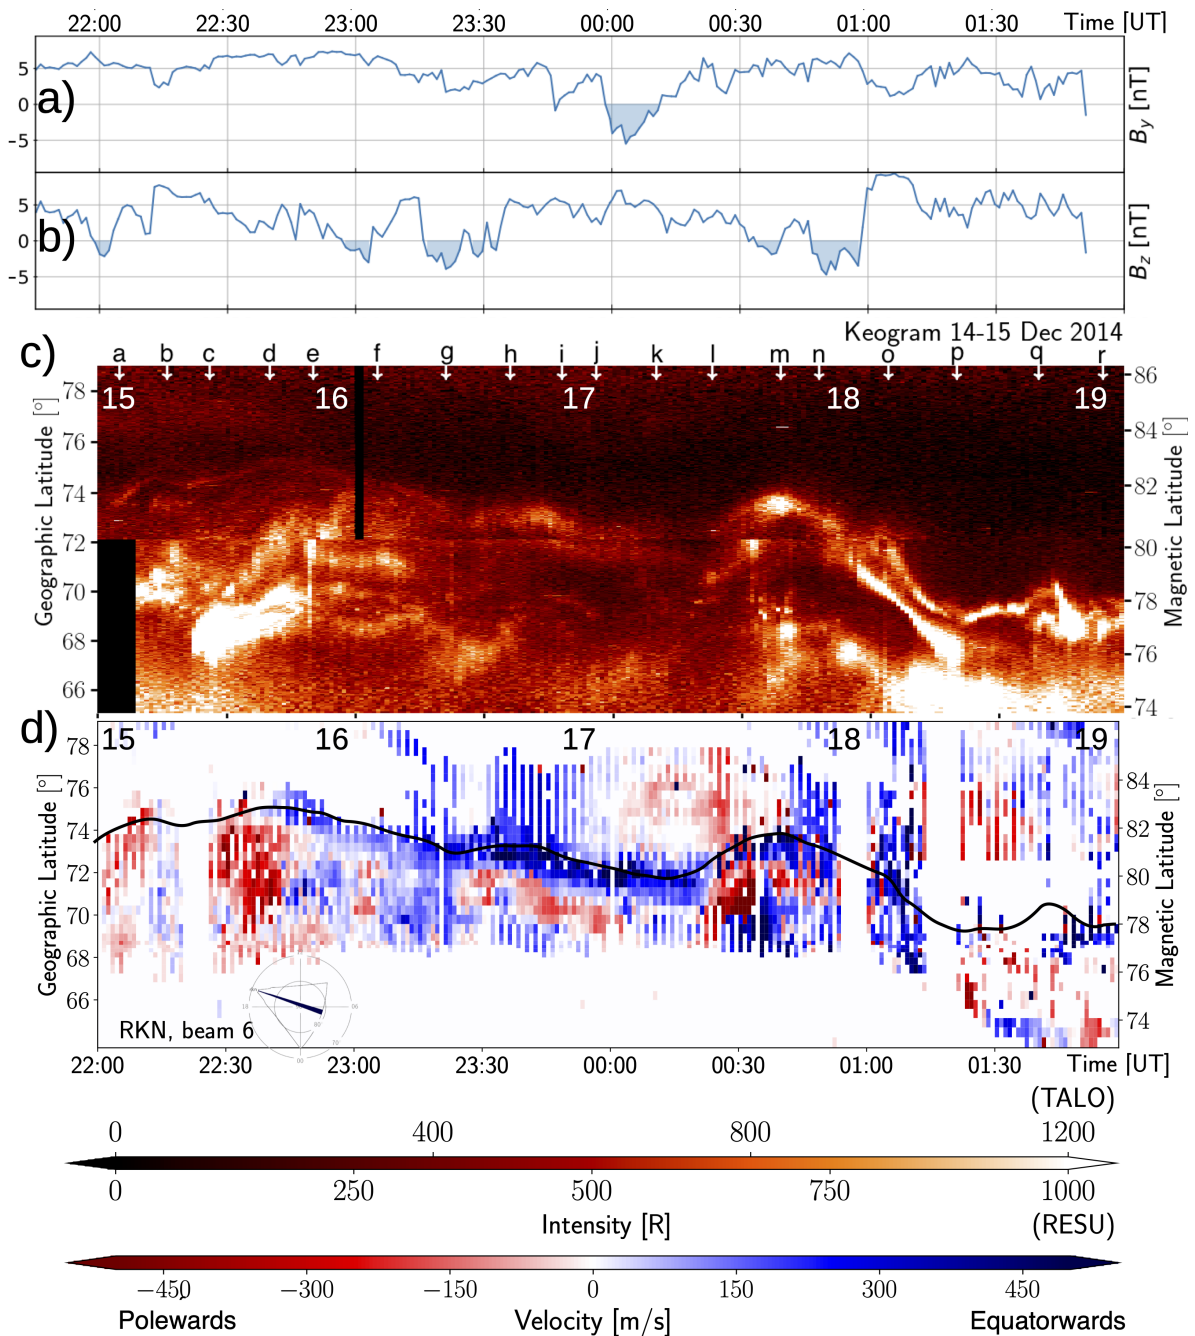 22:00 22:30 23:00 23:30 00:00 00:30 01:00 01:30 Time [UT]
5
0
-5
a)
By [nT]
5
0
-5
b)
Bz [nT]
Keogram 14-15 Dec 2014
c)
a b c d e f g h i j k l m n o p q r
15 16 17 18 19
78
76
74
72
70
68
66
Geographic Latitude [°]
86
84
82
80
78
76
74
Magnetic Latitude [°]
d)
15 16 17 18 19
78
76
74
72
70
68
66
Geographic Latitude [°]
84
82
80
78
76
74
Magnetic Latitude [°]
RKN, beam 6
18
06
00
80
70
22:00 22:30 23:00 23:30 00:00 00:30 01:00 01:30 Time [UT]
(TALO)
0 400 800 1200
0 250 500 750 1000
Intensity [R]
(RESU)
−450 −300 −150 0 150 300 450
Polewards Velocity [m/s] Equatorwards